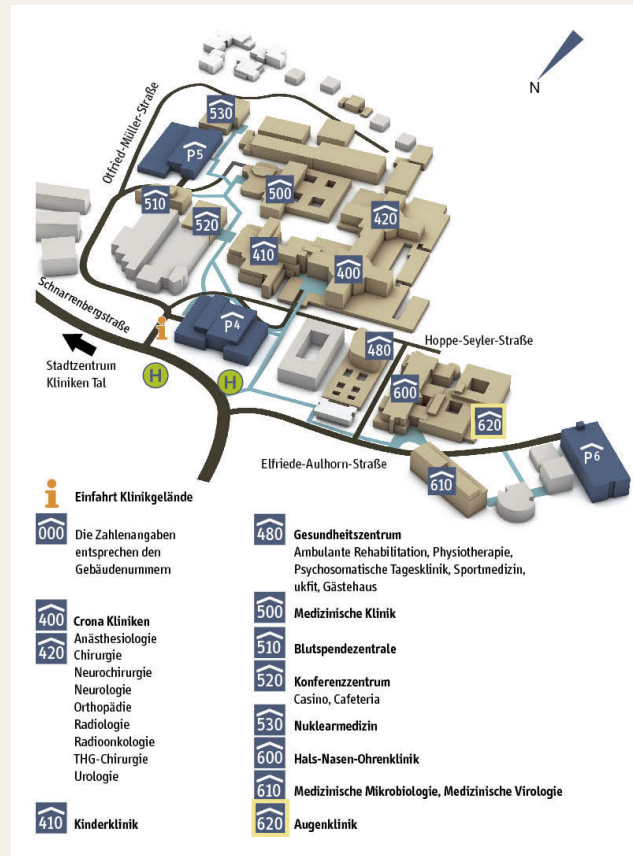 N
530
Otfried-Müller-Straße
P5
500
510
420
520
410
400
Schnarrenbergstraße
P4
i
480
Hoppe-Seyler-Straße
Stadtzentrum
Kliniken Tal
H
H
600
620
P6
Elfriede-Aulhorn-Straße
610
i Einfahrt Klinikgelände
000 Die Zahlenangaben
entsprechen den
Gebäudenummern
400 Crona Kliniken
420 Anästhesiologie
Chirurgie
Neurochirurgie
Neurologie
Orthopädie
Radiologie
Radioonkologie
THG-Chirurgie
Urologie
410 Kinderklinik
480 Gesundheitszentrum
Ambulante Rehabilitation, Physiotherapie,
Psychosomatische Tagesklinik, Sportmedizin,
ukfit, Gästehaus
500 Medizinische Klinik
510 Blutspendezentrale
520 Konferenzzentrum
Casino, Cafeteria
530 Nuklearmedizin
600 Hals-Nasen-Ohrenklinik
610 Medizinische Mikrobiologie, Medizinische Virologie
620 Augenklinik